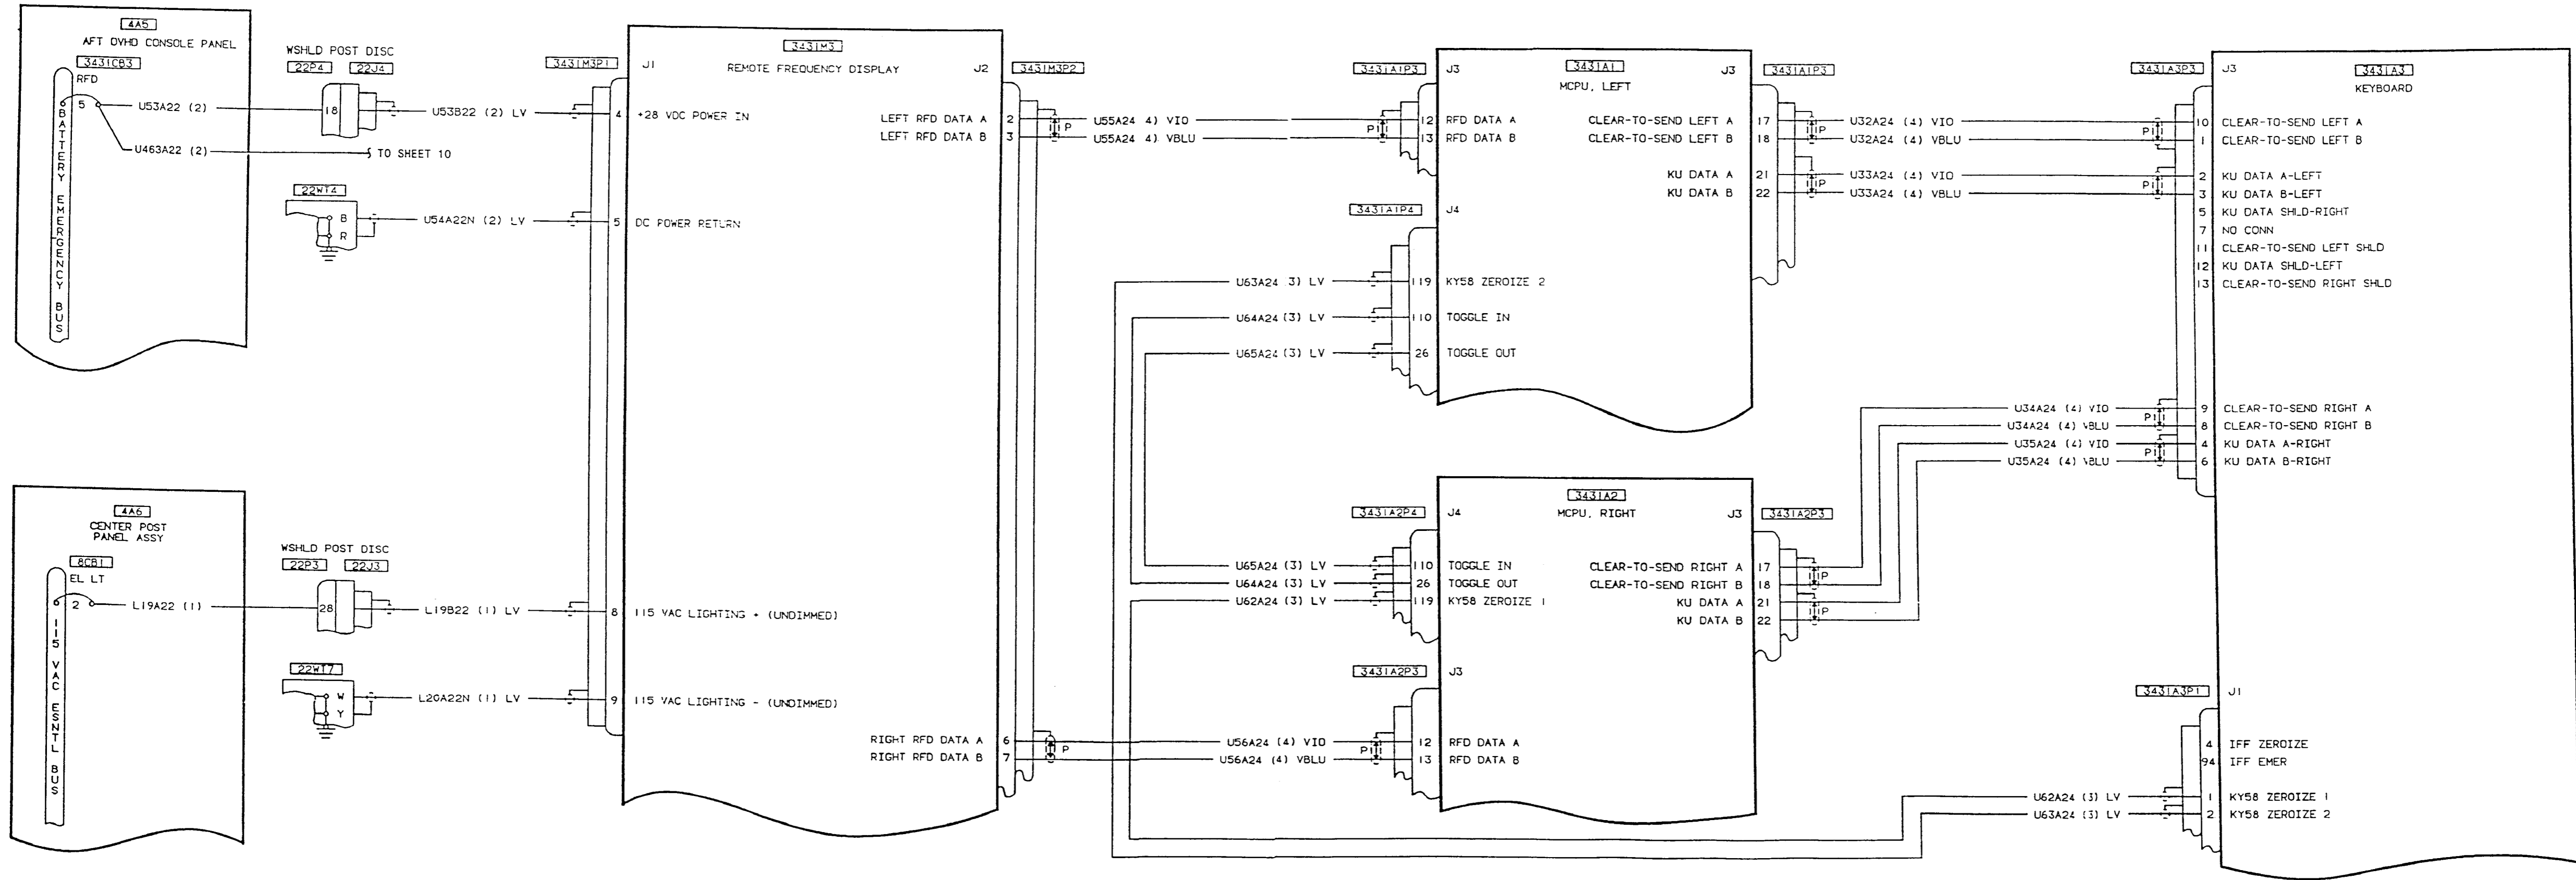 4A5
AFT OVHD CONSOLE PANEL
3431CB3
RFD
5
BATTERY EMERGENCY BUS
U53A22 (2)
U463A22 (2)
TO SHEET 10
WSHLD POST DISC
22P4 22J4
18
U53B22 (2) LV
22WT4
B
R
U54A22N (2) LV
4A6
CENTER POST
PANEL ASSY
8CB1
EL LT
2
115 VAC ESNTL BUS
L19A22 (1)
WSHLD POST DISC
22P3 22J3
28
L19B22 (1) LV
22WT7
W
Y
L20A22N (1) LV
3431M3P1
J1
3431M3
REMOTE FREQUENCY DISPLAY
J2
3431M3P2
4 +28 VDC POWER IN
5 DC POWER RETURN
8 115 VAC LIGHTING + (UNDIMMED)
9 115 VAC LIGHTING - (UNDIMMED)
LEFT RFD DATA A 2
LEFT RFD DATA B 3
P
RIGHT RFD DATA A 6
RIGHT RFD DATA B 7
P
U55A24 4) VIO
U55A24 4) VBLU
U56A24 (4) VIO
U56A24 (4) VBLU
3431A1P3
J3
3431A1
MCPU, LEFT
J3
3431A1P3
P
12 RFD DATA A
13 RFD DATA B
CLEAR-TO-SEND LEFT A 17
CLEAR-TO-SEND LEFT B 18
P
KU DATA A 21
KU DATA B 22
P
3431A1P4
J4
U63A24 3) LV
119 KY58 ZEROIZE 2
U64A24 (3) LV
110 TOGGLE IN
U65A24 (3) LV
26 TOGGLE OUT
3431A2P4
J4
3431A2
MCPU, RIGHT
J3
3431A2P3
U65A24 (3) LV
110 TOGGLE IN
U64A24 (3) LV
26 TOGGLE OUT
U62A24 (3) LV
119 KY58 ZEROIZE 1
CLEAR-TO-SEND RIGHT A 17
CLEAR-TO-SEND RIGHT B 18
P
KU DATA A 21
KU DATA B 22
P
3431A2P3
J3
P
12 RFD DATA A
13 RFD DATA B
U32A24 (4) VIO
U32A24 (4) VBLU
U33A24 (4) VIO
U33A24 (4) VBLU
U34A24 (4) VIO
U34A24 (4) VBLU
U35A24 (4) VIO
U35A24 (4) VBLU
3431A3P3
J3
3431A3
KEYBOARD
P
10 CLEAR-TO-SEND LEFT A
1 CLEAR-TO-SEND LEFT B
P
2 KU DATA A-LEFT
3 KU DATA B-LEFT
5 KU DATA SHLD-RIGHT
7 NO CONN
11 CLEAR-TO-SEND LEFT SHLD
12 KU DATA SHLD-LEFT
13 CLEAR-TO-SEND RIGHT SHLD
P
9 CLEAR-TO-SEND RIGHT A
8 CLEAR-TO-SEND RIGHT B
P
4 KU DATA A-RIGHT
6 KU DATA B-RIGHT
3431A3P1
J1
4 IFF ZEROIZE
94 IFF EMER
U62A24 (3) LV
1 KY58 ZEROIZE 1
U63A24 (3) LV
2 KY58 ZEROIZE 2